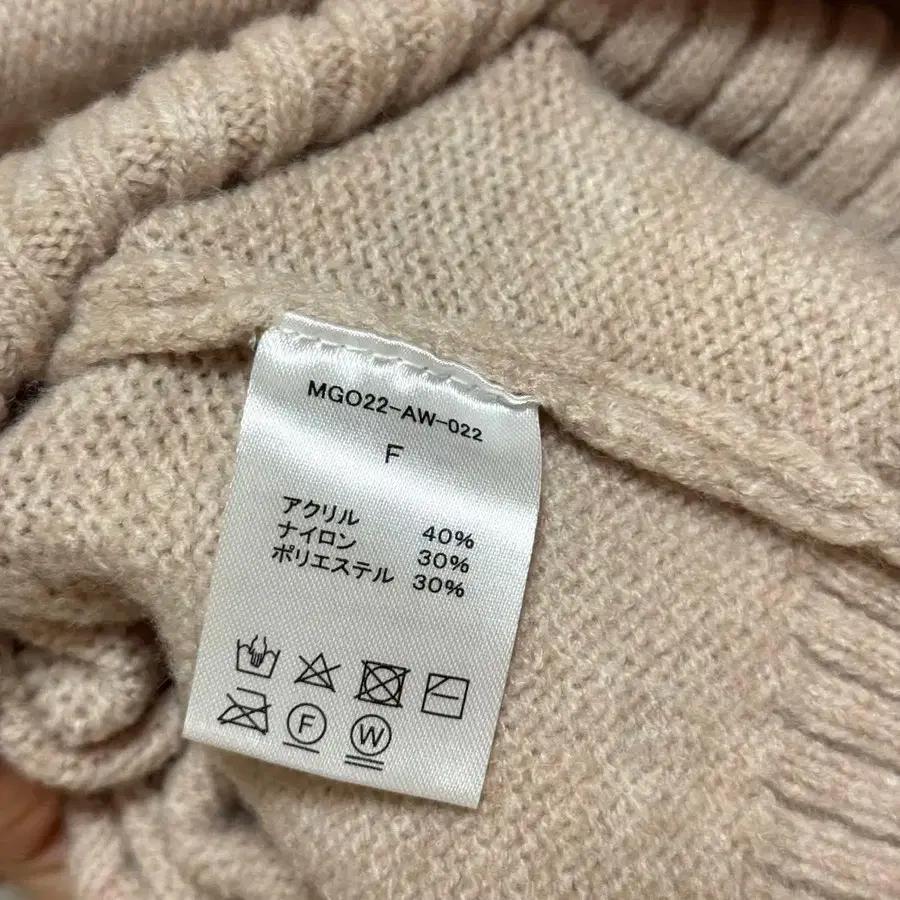 MGO22-AW-022
F
アクリル 40%
ナイロン 30%
ポリエステル 30%
F
W